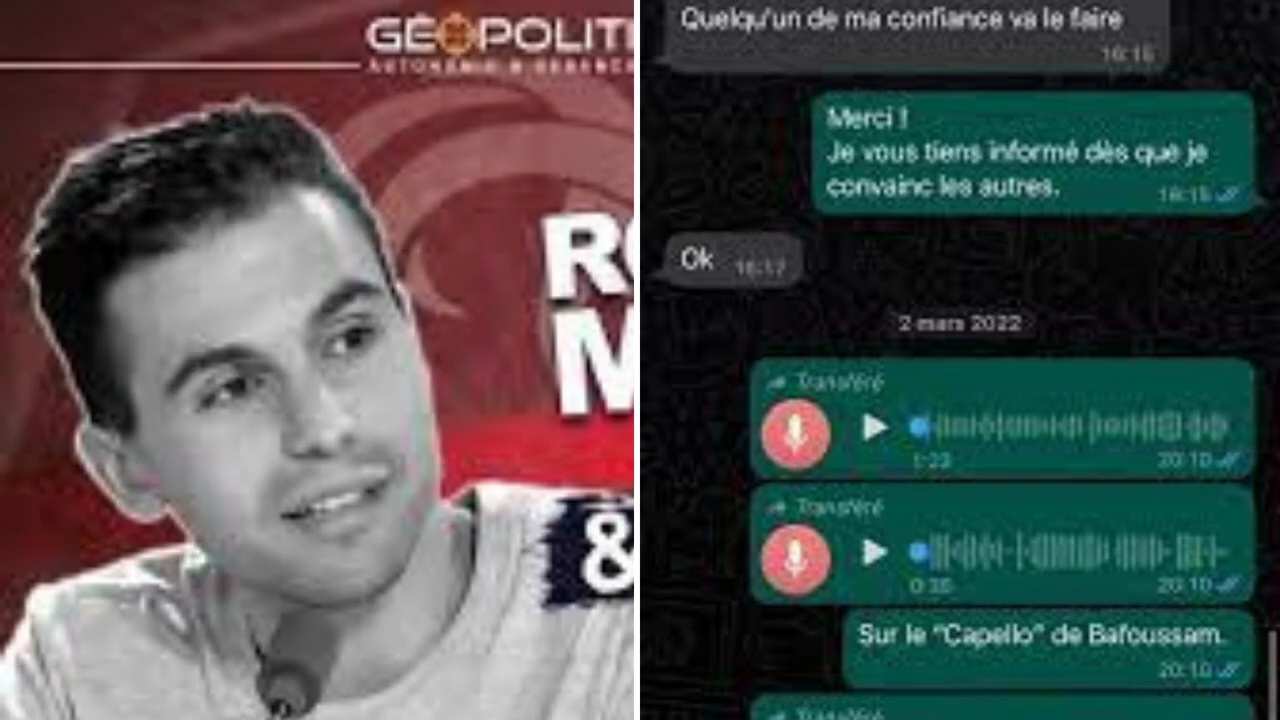 GÉOPOLITI
R
M
&
Quelqu'un de ma confiance va le faire
16:15
Merci !
Je vous tiens informé dès que je
convainc les autres.
16:15
Ok
16:17
2 mars 2022
Transféré
1:23
20:10
Transféré
20:10
Sur le "Capello" de Bafoussam.
20:10
Transféré